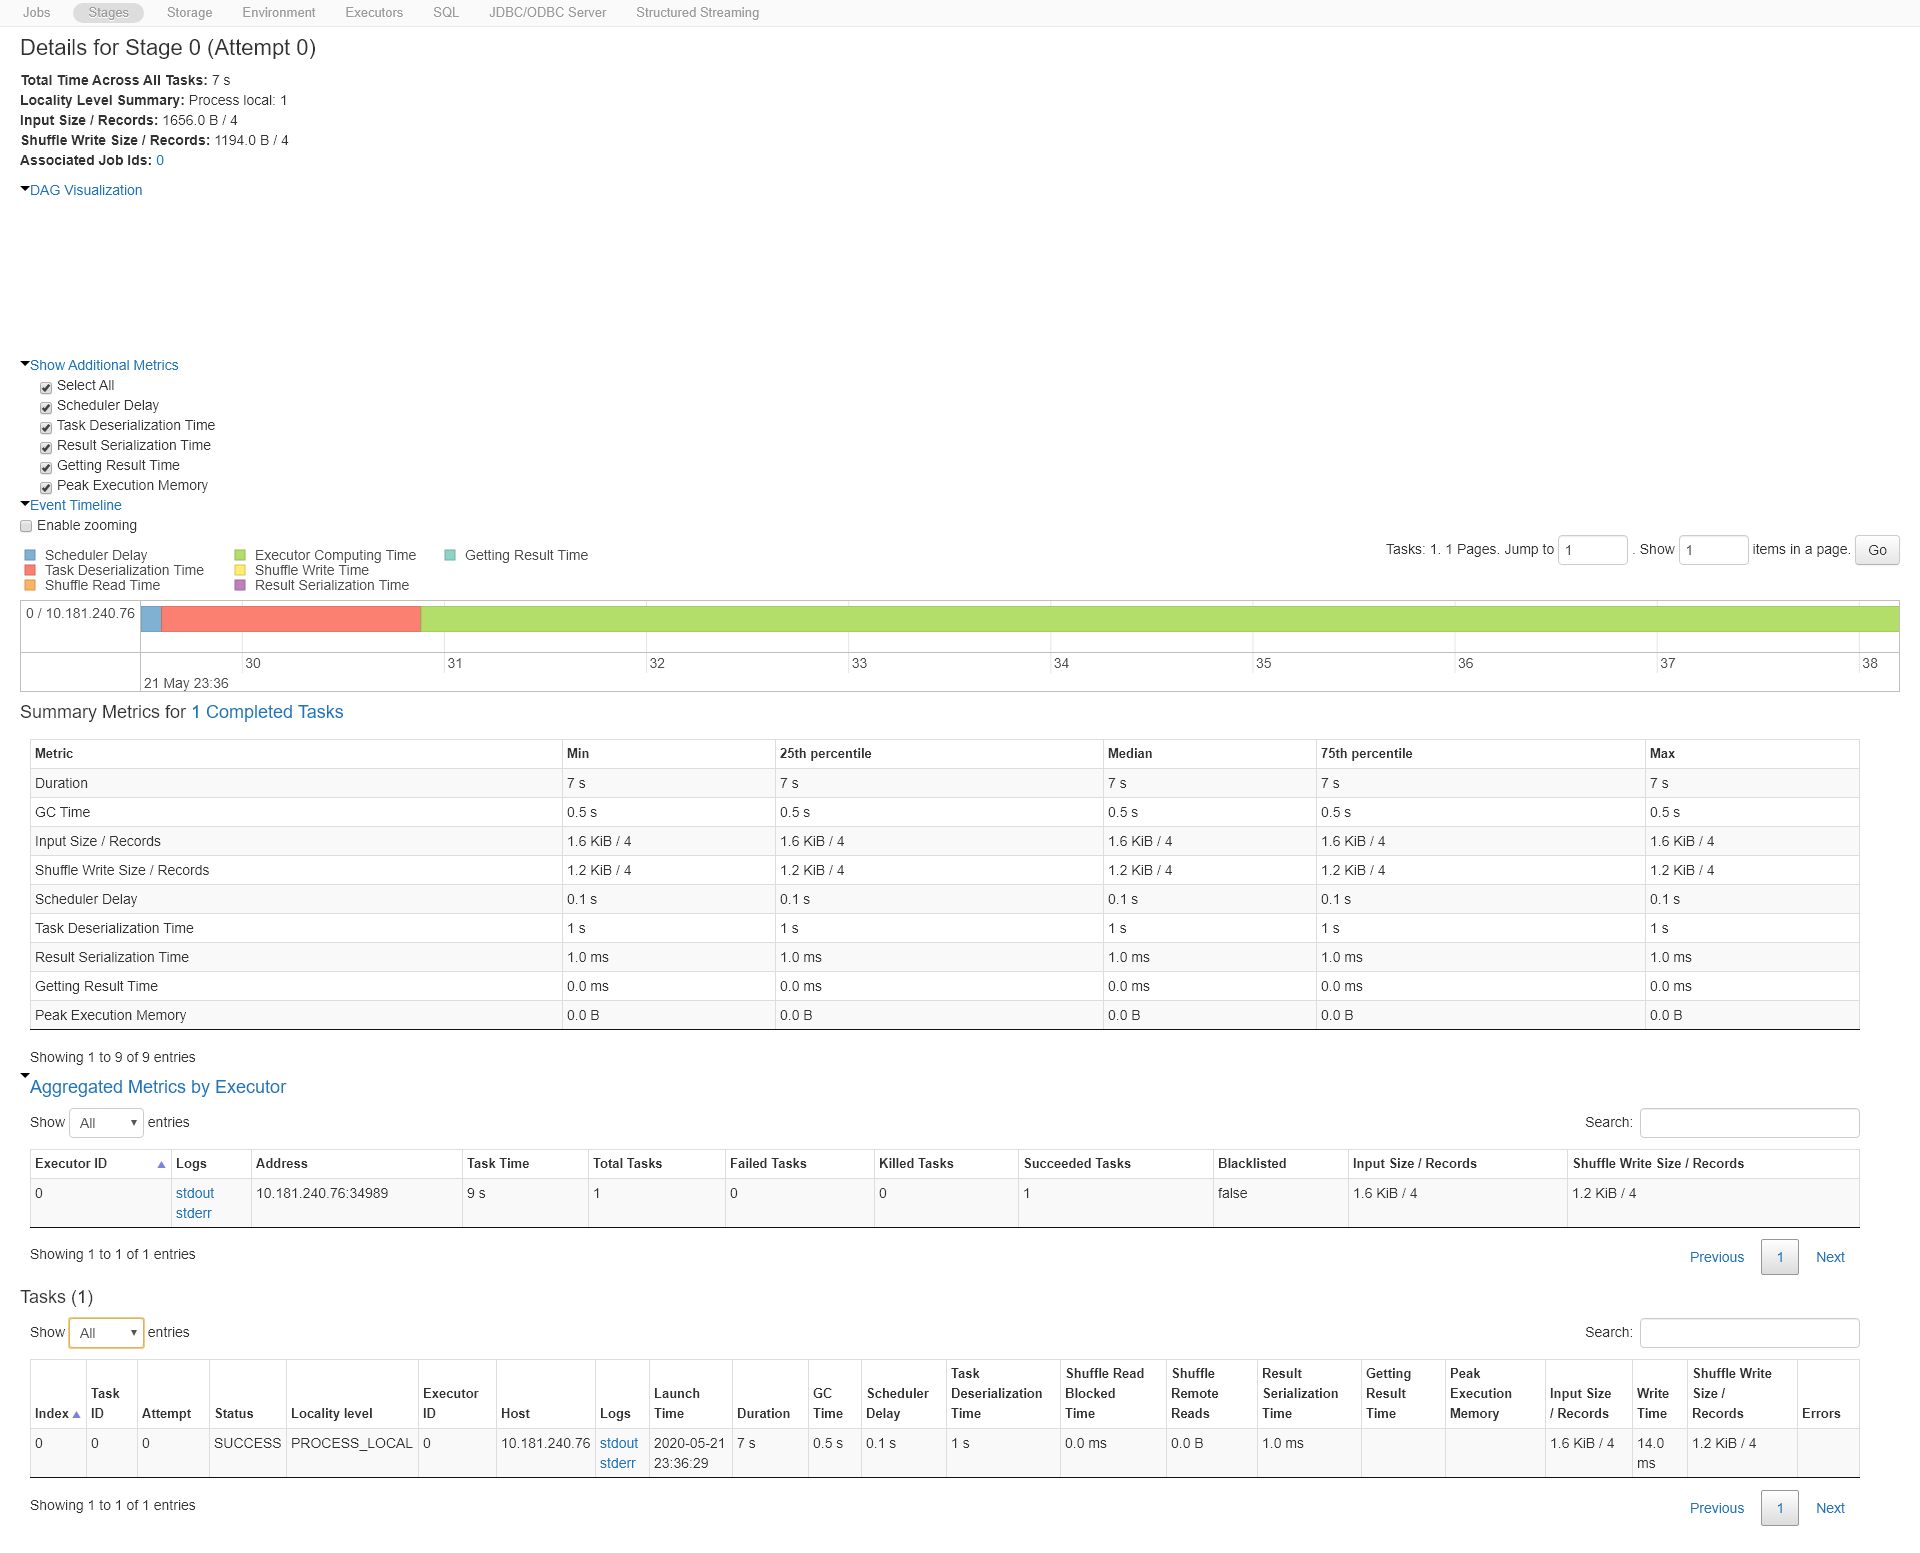 Jobs Stages Storage Environment Executors SQL JDBC/ODBC Server Structured Streaming
Details for Stage 0 (Attempt 0)
Total Time Across All Tasks: 7 s
Locality Level Summary: Process local: 1
Input Size / Records: 1656.0 B / 4
Shuffle Write Size / Records: 1194.0 B / 4
Associated Job Ids: 0
DAG Visualization
Show Additional Metrics
Select All
Scheduler Delay
Task Deserialization Time
Result Serialization Time
Getting Result Time
Peak Execution Memory
Event Timeline
Enable zooming
Tasks: 1. 1 Pages. Jump to 1 . Show 1 items in a page. Go
Scheduler Delay Executor Computing Time Getting Result Time
Task Deserialization Time Shuffle Write Time
Shuffle Read Time Result Serialization Time
0 / 10.181.240.76
30 31 32 33 34 35 36 37 38
21 May 23:36
Summary Metrics for 1 Completed Tasks
Metric Min 25th percentile Median 75th percentile Max
Duration 7 s 7 s 7 s 7 s 7 s
GC Time 0.5 s 0.5 s 0.5 s 0.5 s 0.5 s
Input Size / Records 1.6 KiB / 4 1.6 KiB / 4 1.6 KiB / 4 1.6 KiB / 4 1.6 KiB / 4
Shuffle Write Size / Records 1.2 KiB / 4 1.2 KiB / 4 1.2 KiB / 4 1.2 KiB / 4 1.2 KiB / 4
Scheduler Delay 0.1 s 0.1 s 0.1 s 0.1 s 0.1 s
Task Deserialization Time 1 s 1 s 1 s 1 s 1 s
Result Serialization Time 1.0 ms 1.0 ms 1.0 ms 1.0 ms 1.0 ms
Getting Result Time 0.0 ms 0.0 ms 0.0 ms 0.0 ms 0.0 ms
Peak Execution Memory 0.0 B 0.0 B 0.0 B 0.0 B 0.0 B
Showing 1 to 9 of 9 entries
Aggregated Metrics by Executor
Show All entries Search:
Executor ID Logs Address Task Time Total Tasks Failed Tasks Killed Tasks Succeeded Tasks Blacklisted Input Size / Records Shuffle Write Size / Records
0 stdout 10.181.240.76:34989 9 s 1 0 0 1 false 1.6 KiB / 4 1.2 KiB / 4
stderr
Showing 1 to 1 of 1 entries Previous 1 Next
Tasks (1)
Show All entries Search:
Task Shuffle Read Shuffle Result Getting Peak Shuffle Write
Task Executor Launch GC Scheduler Deserialization Blocked Remote Serialization Result Execution Input Size Write Size /
Index ID Attempt Status Locality level ID Host Logs Time Duration Time Delay Time Time Reads Time Time Memory / Records Time Records Errors
0 0 0 SUCCESS PROCESS_LOCAL 0 10.181.240.76 stdout 2020-05-21 7 s 0.5 s 0.1 s 1 s 0.0 ms 0.0 B 1.0 ms 1.6 KiB / 4 14.0 1.2 KiB / 4
stderr 23:36:29 ms
Showing 1 to 1 of 1 entries Previous 1 Next